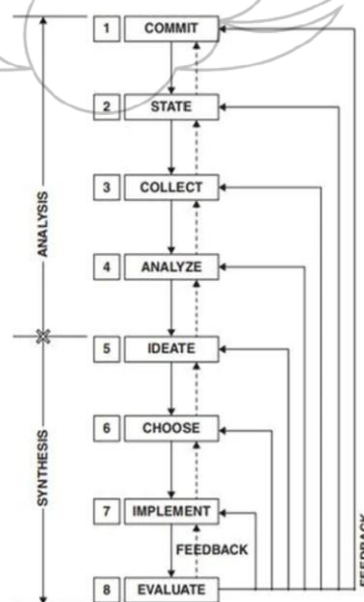 1 COMMIT
2 STATE
3 COLLECT
ANALYSIS
4 ANALYZE
5 IDEATE
6 CHOOSE
SYNTHESIS
7 IMPLEMENT
FEEDBACK
FEEDBACK
8 EVALUATE